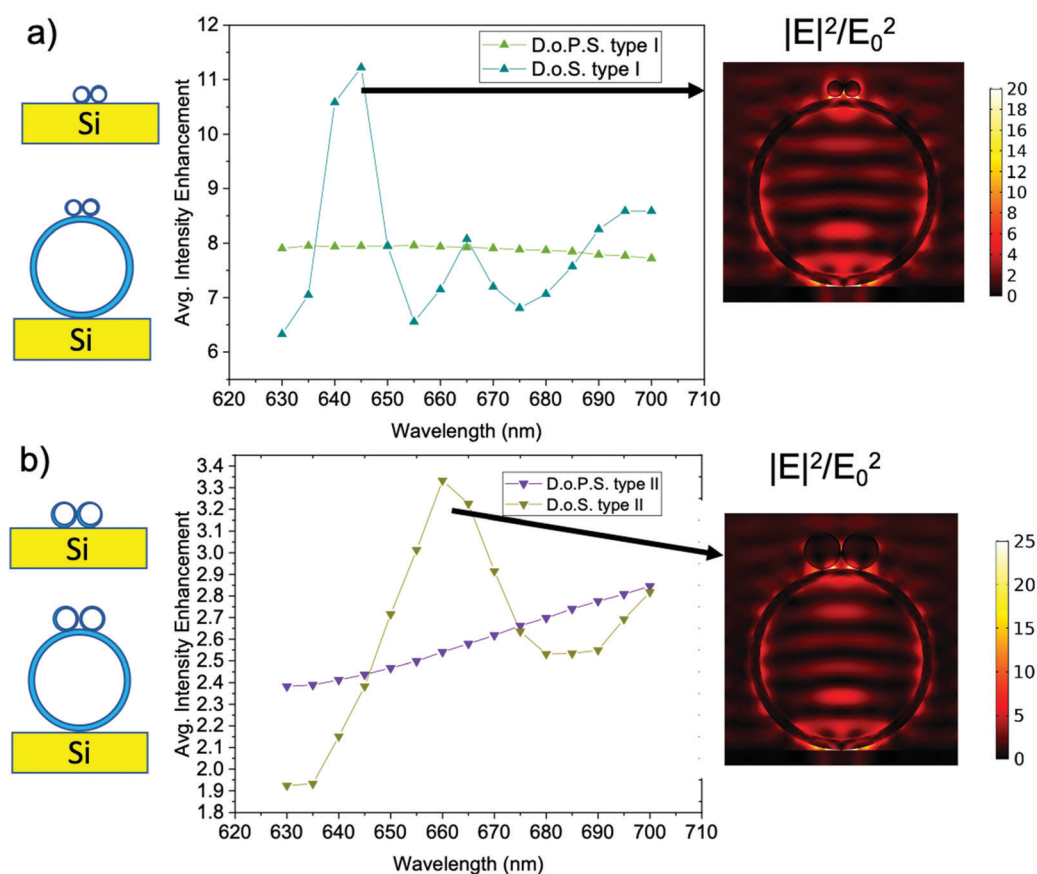 a)
Si
Si
Avg. Intensity Enhancement
12
11
10
9
8
7
6
D.o.P.S. type I
D.o.S. type I
620 630 640 650 660 670 680 690 700 710
Wavelength (nm)
|E|²/E₀²
20
18
16
14
12
10
8
6
4
2
0
b)
Si
Si
Avg. Intensity Enhancement
3.4
3.3
3.2
3.1
3.0
2.9
2.8
2.7
2.6
2.5
2.4
2.3
2.2
2.1
2.0
1.9
1.8
D.o.P.S. type II
D.o.S. type II
620 630 640 650 660 670 680 690 700 710
Wavelength (nm)
|E|²/E₀²
25
20
15
10
5
0